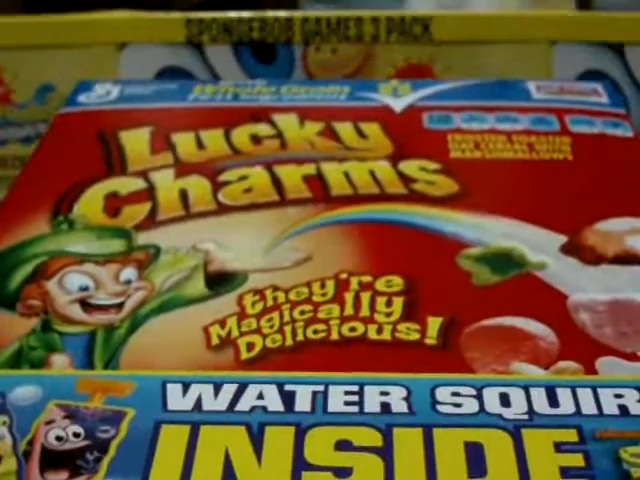 SPONGEBOB GAMES 3 PACK
Whole Grain
Lucky
Charms
they're
Magically
Delicious!
WATER SQUIR
INSIDE